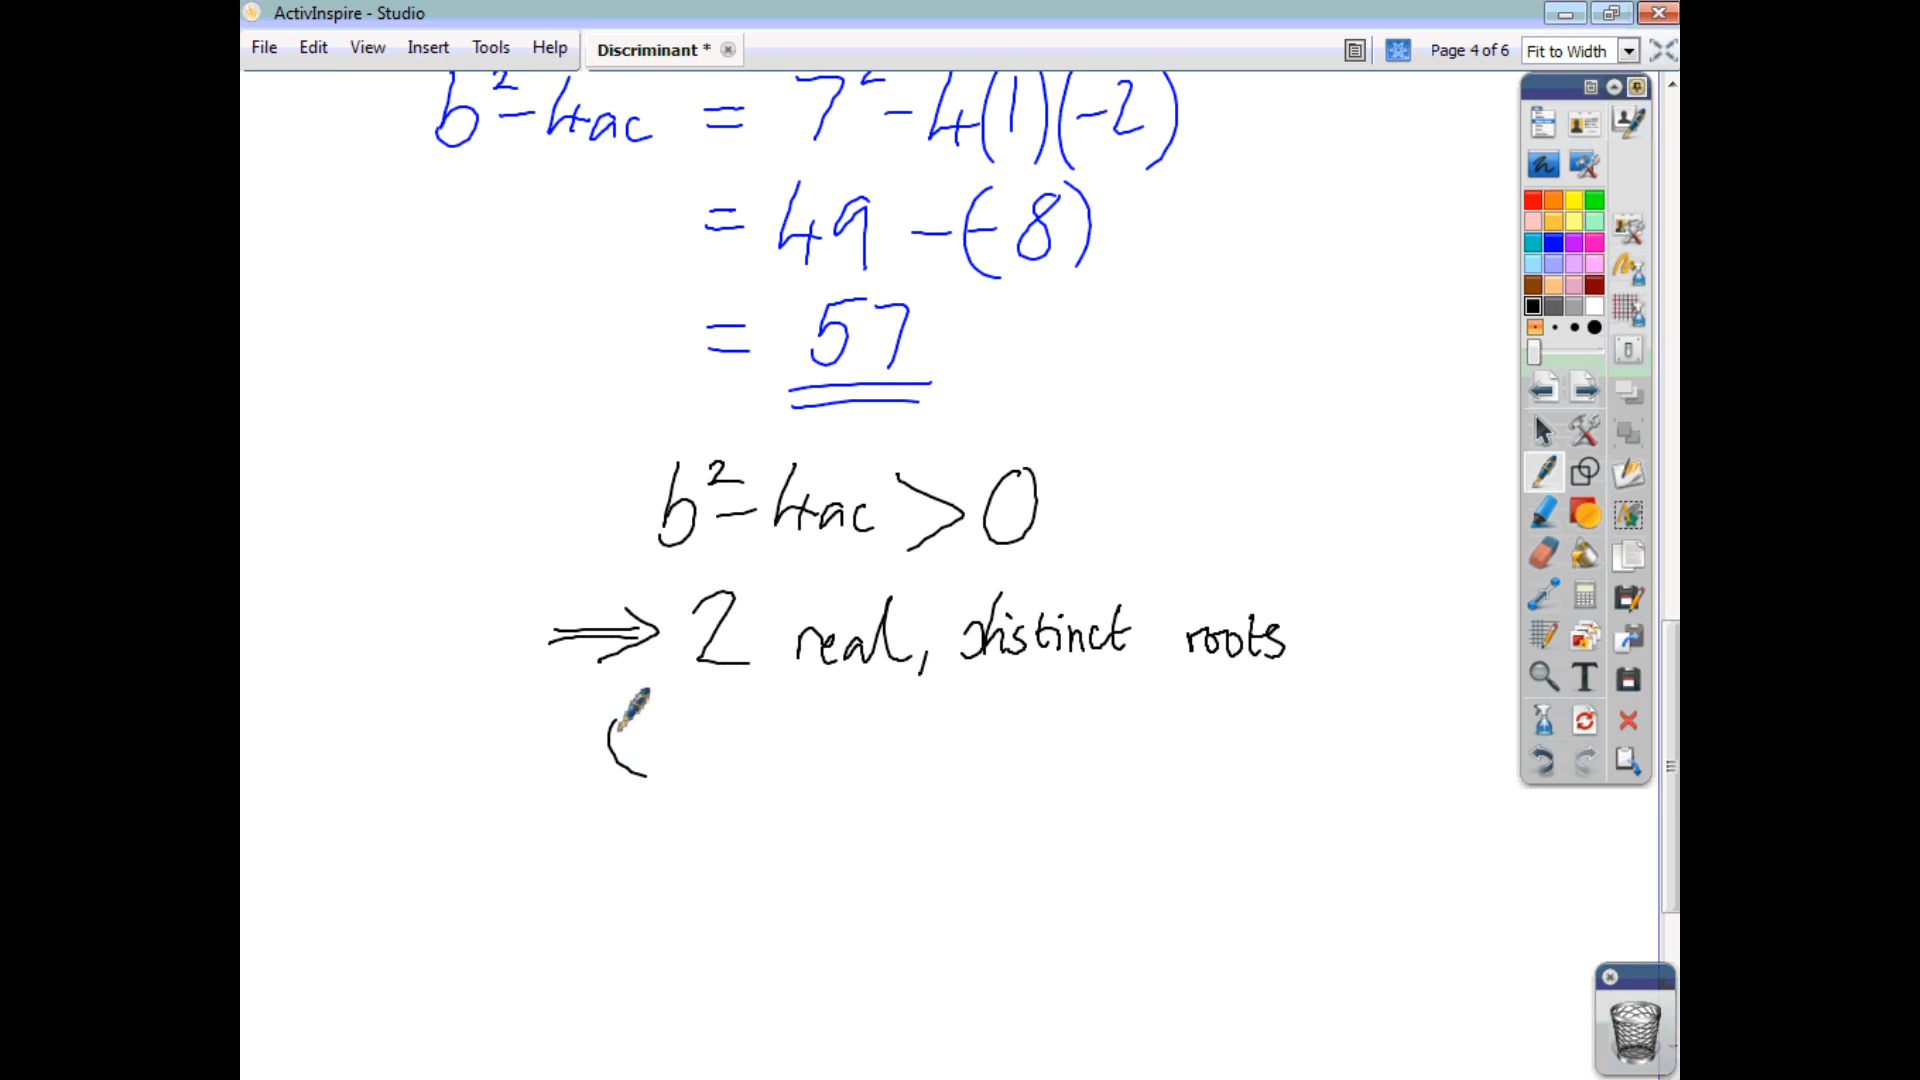 ActivInspire - Studio
File Edit View Insert Tools Help Discriminant * Page 4 of 6 Fit to Width
b² - 4ac = 7² - 4(1)(-2)
= 49 - (-8)
= 57
b² - 4ac > 0
⇒ 2 real, distinct roots
(